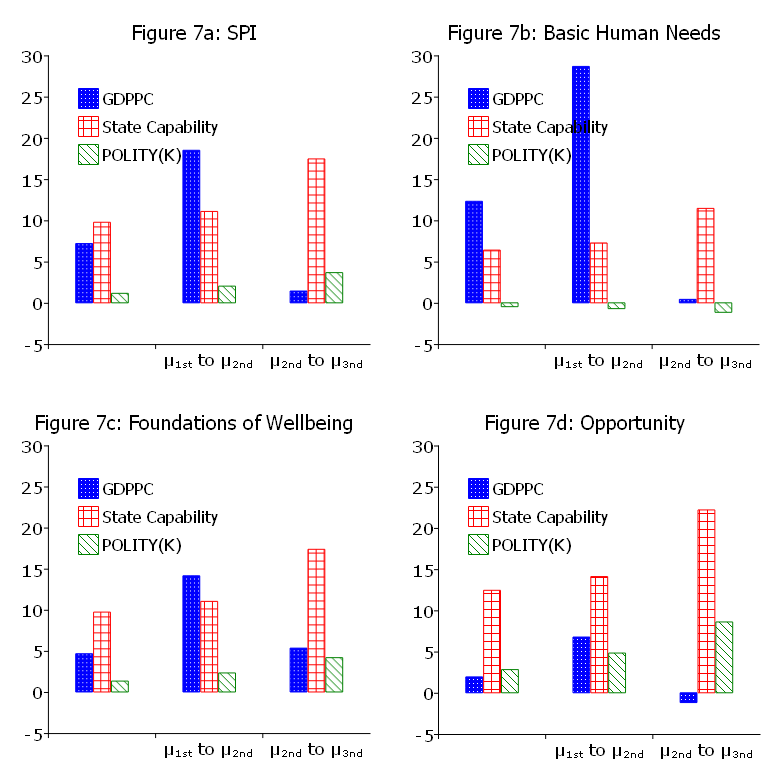 Figure 7a: SPI
30
25
20
15
10
5
0
-5
GDPPC
State Capability
POLITY(K)
μ1st to μ2nd
μ2nd to μ3nd
Figure 7b: Basic Human Needs
30
25
20
15
10
5
0
-5
GDPPC
State Capability
POLITY(K)
μ1st to μ2nd
μ2nd to μ3nd
Figure 7c: Foundations of Wellbeing
30
25
20
15
10
5
0
-5
GDPPC
State Capability
POLITY(K)
μ1st to μ2nd
μ2nd to μ3nd
Figure 7d: Opportunity
30
25
20
15
10
5
0
-5
GDPPC
State Capability
POLITY(K)
μ1st to μ2nd
μ2nd to μ3nd